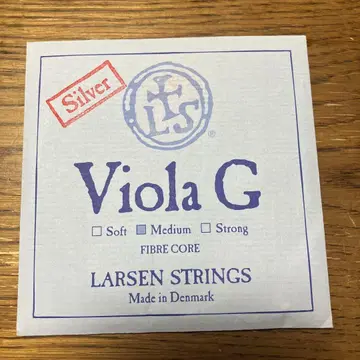 Silver
LS
®
Viola G
Soft Medium Strong
FIBRE CORE
LARSEN STRINGS
Made in Denmark